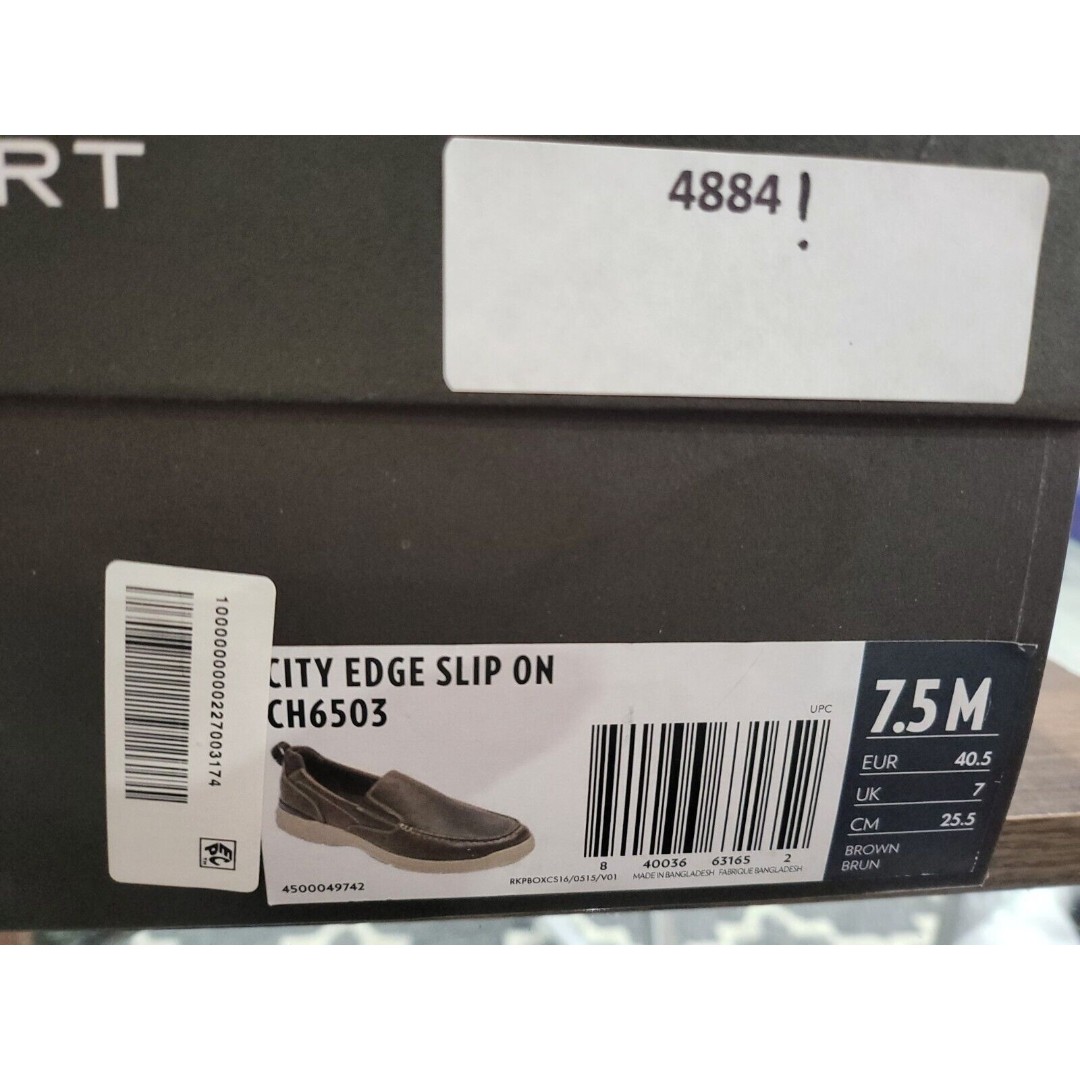 RT
4884!
100000000227003174
CITY EDGE SLIP ON
CH6503
4500049742
UPC
8 40036 63165 2
RKPBOXCS16/0515/V01 MADE IN BANGLADESH FABRIQUE BANGLADESH
7.5 M
EUR 40.5
UK 7
CM 25.5
BROWN
BRUN